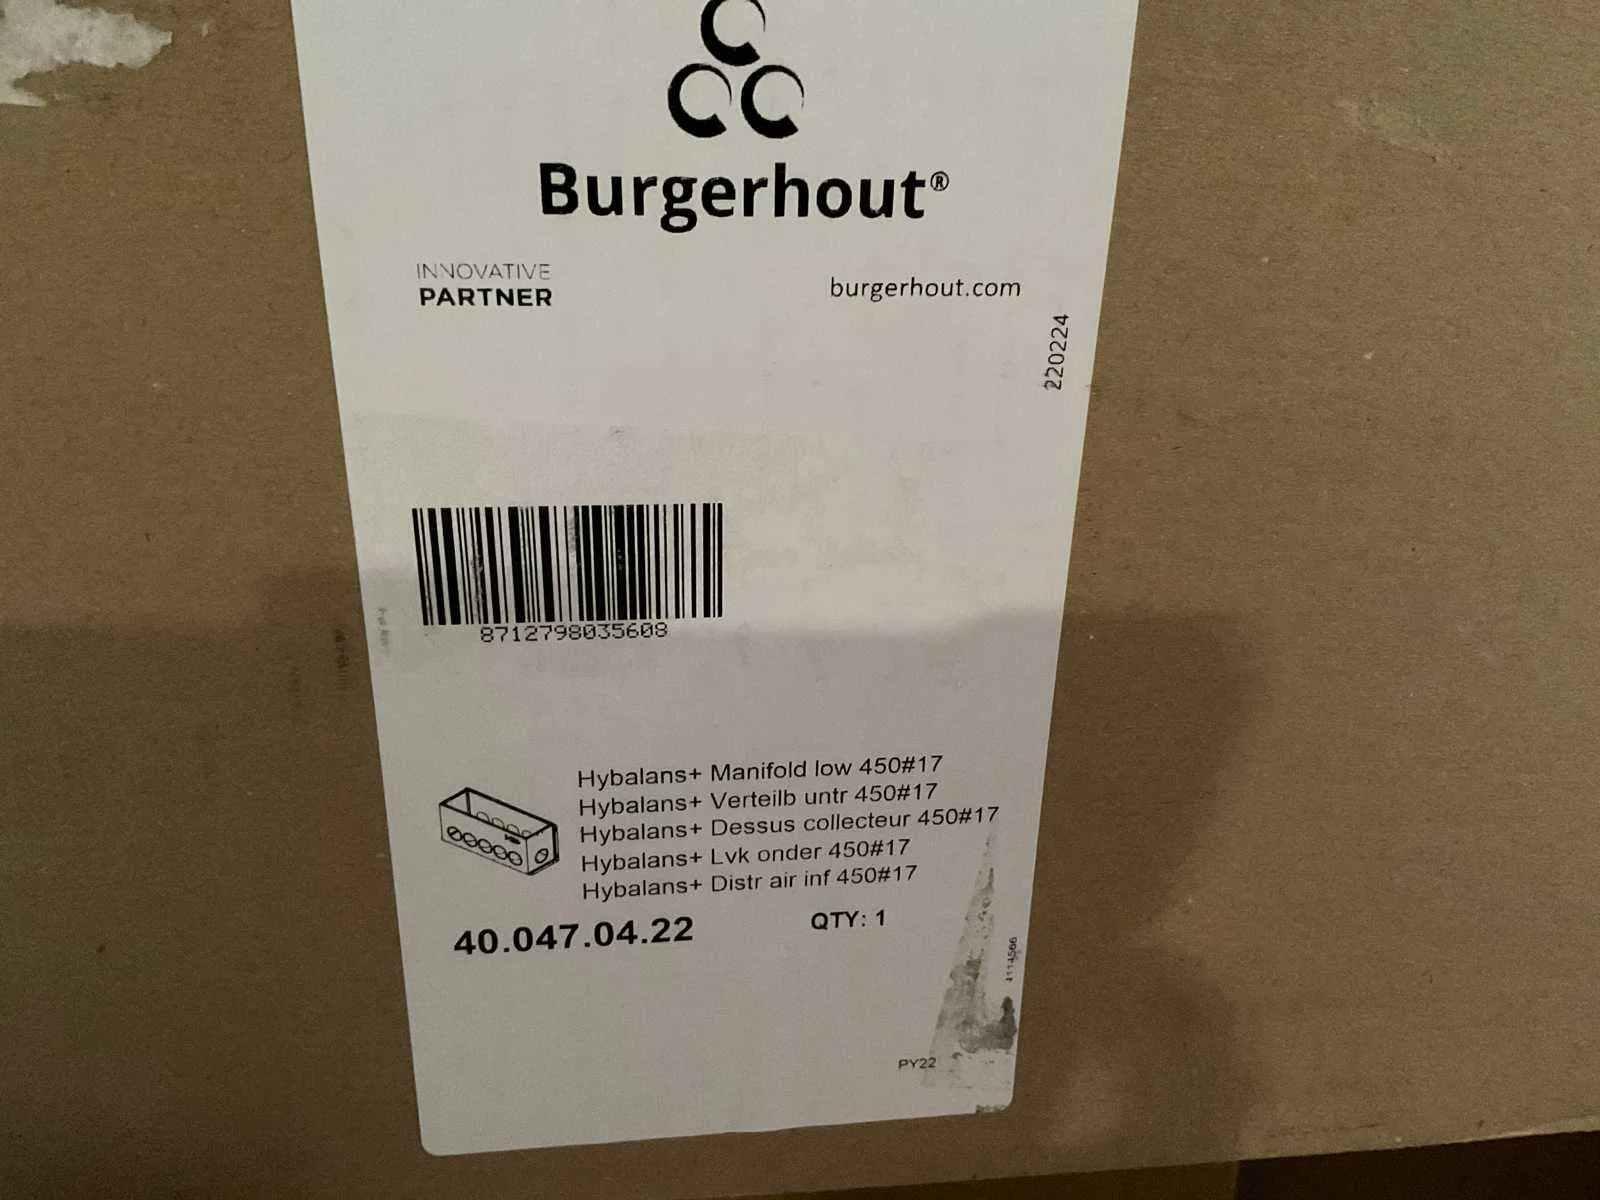 Burgerhout®
INNOVATIVE
PARTNER
burgerhout.com
220224
8712798035608
Hybalans+ Manifold low 450#17
Hybalans+ Verteilb untr 450#17
Hybalans+ Dessus collecteur 450#17
Hybalans+ Lvk onder 450#17
Hybalans+ Distr air inf 450#17
40.047.04.22
QTY: 1
4114566
PY22